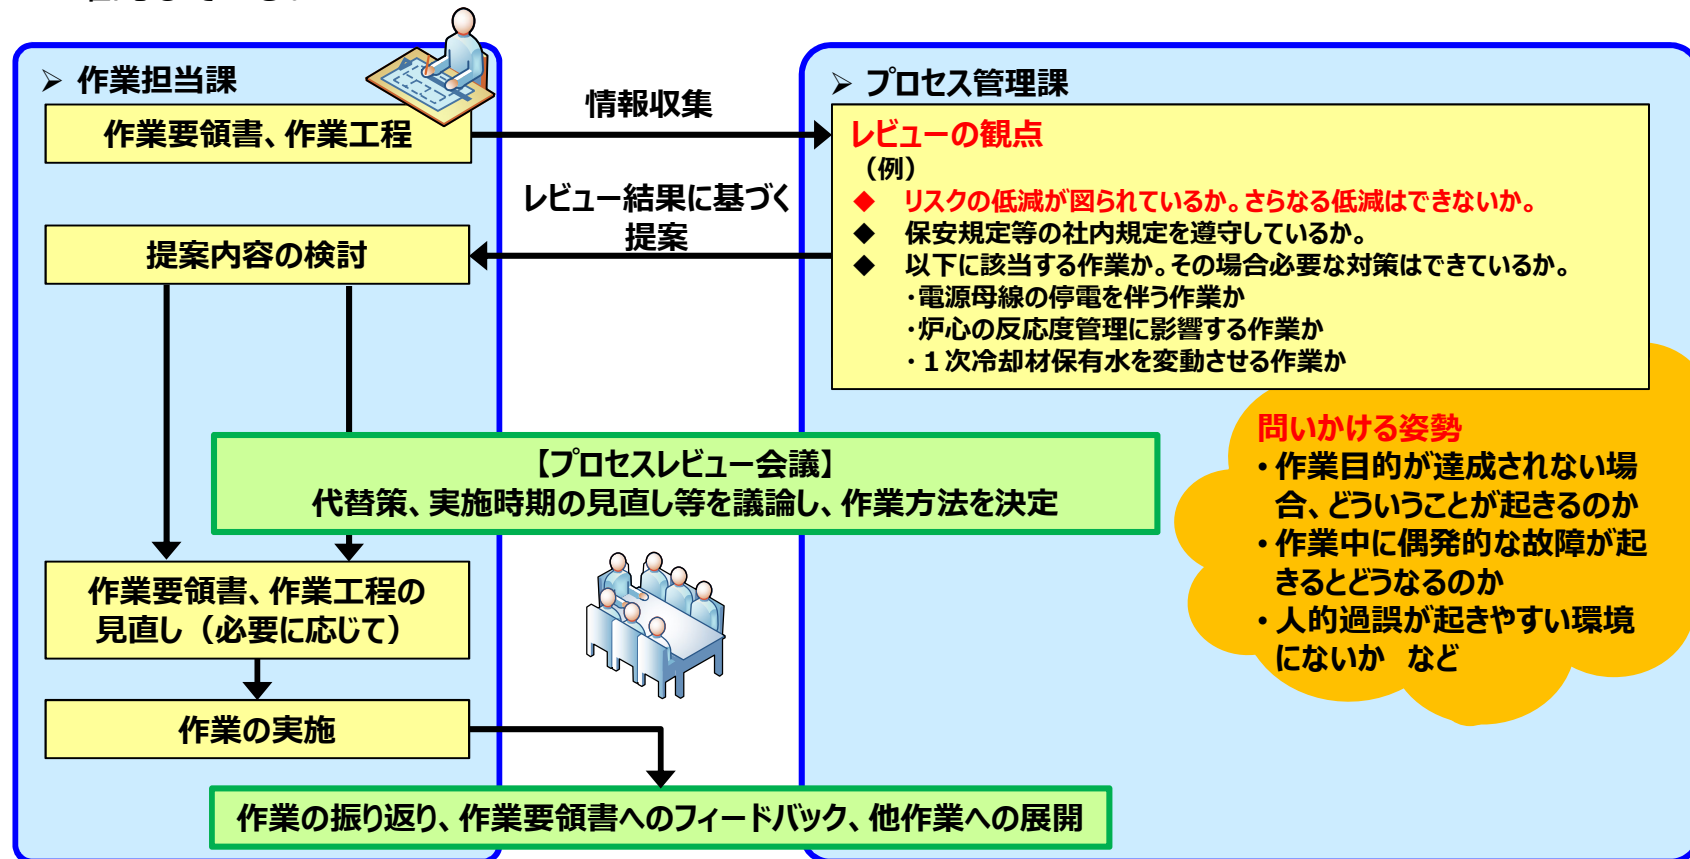 ➢ 作業担当課
作業要領書、作業工程
情報収集
レビュー結果に基づく
提案
提案内容の検討
➢ プロセス管理課
レビューの観点
（例）
◆ リスクの低減が図られているか。さらなる低減はできないか。
◆ 保安規定等の社内規定を遵守しているか。
◆ 以下に該当する作業か。その場合必要な対策はできているか。
・電源母線の停電を伴う作業か
・炉心の反応度管理に影響する作業か
・１次冷却材保有水を変動させる作業か
問いかける姿勢
・作業目的が達成されない場
合、どういうことが起きるのか
・作業中に偶発的な故障が起
きるとどうなるのか
・人的過誤が起きやすい環境
にないか など
【プロセスレビュー会議】
代替策、実施時期の見直し等を議論し、作業方法を決定
作業要領書、作業工程の
見直し（必要に応じて）
作業の実施
作業の振り返り、作業要領書へのフィードバック、他作業への展開